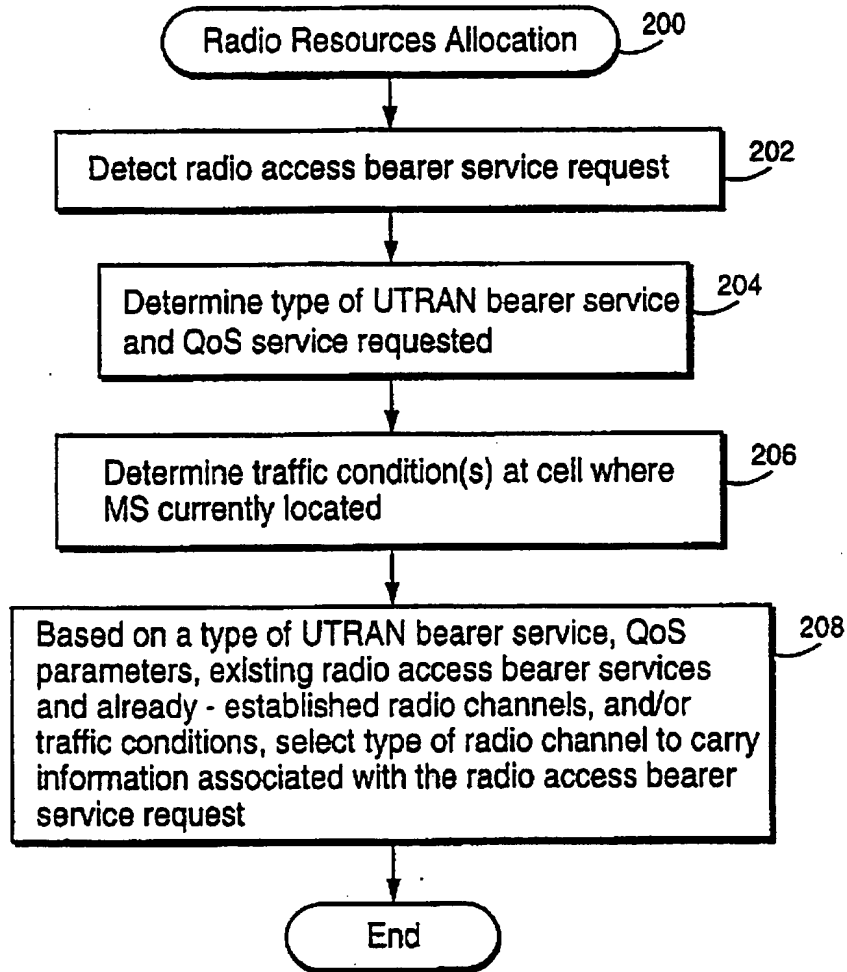 Radio Resources Allocation
200
Detect radio access bearer service request
202
Determine type of UTRAN bearer service
and QoS service requested
204
Determine traffic condition(s) at cell where
MS currently located
206
Based on a type of UTRAN bearer service, QoS
parameters, existing radio access bearer services
and already - established radio channels, and/or
traffic conditions, select type of radio channel to carry
information associated with the radio access bearer
service request
208
End